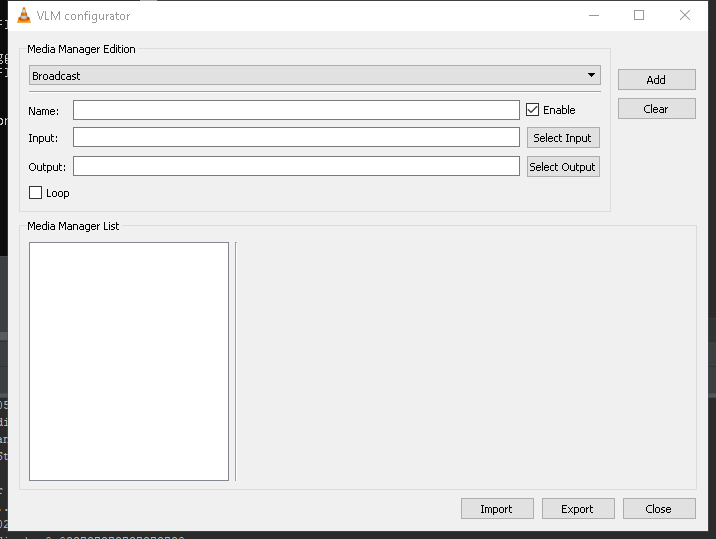 VLM configurator
Media Manager Edition
Broadcast
Add
Name:
Enable
Clear
Input:
Select Input
Output:
Select Output
Loop
Media Manager List
Import
Export
Close